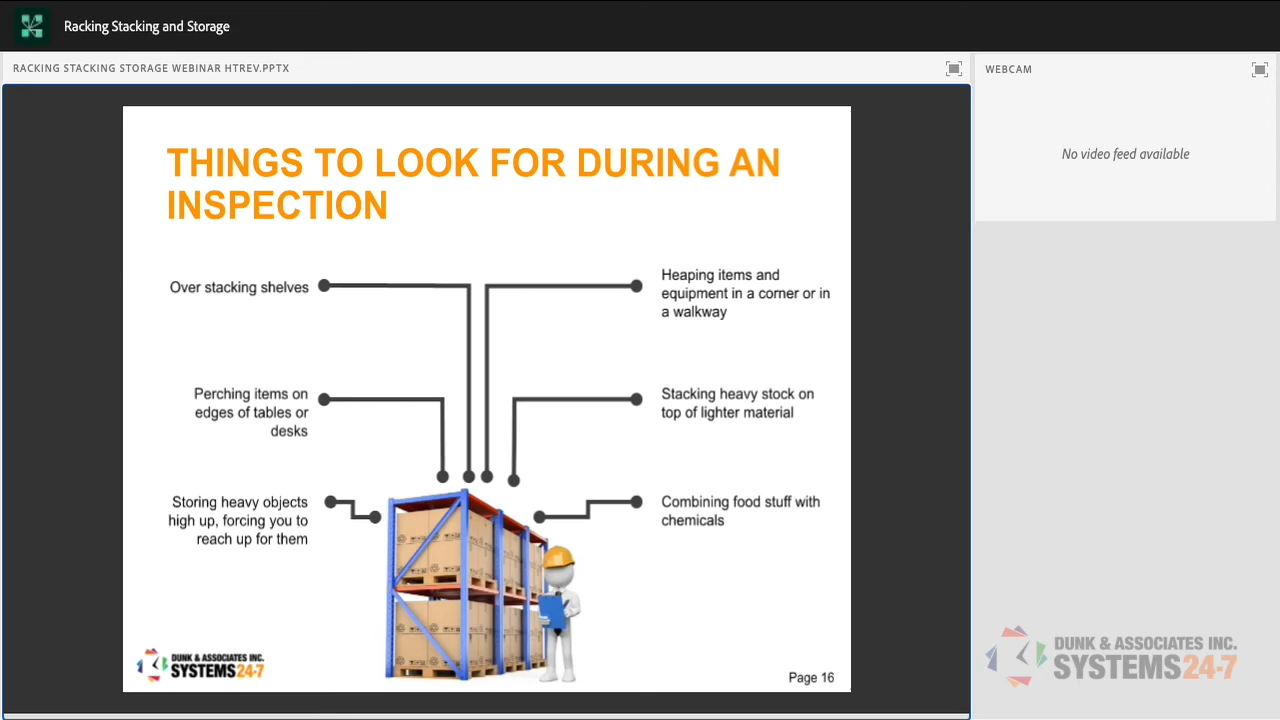 Racking Stacking and Storage
RACKING STACKING STORAGE WEBINAR HTREV.PPTX
WEBCAM
No video feed available
THINGS TO LOOK FOR DURING AN
INSPECTION
Over stacking shelves
Heaping items and
equipment in a corner or in
a walkway
Perching items on
edges of tables or
desks
Stacking heavy stock on
top of lighter material
Storing heavy objects
high up, forcing you to
reach up for them
Combining food stuff with
chemicals
DUNK & ASSOCIATES INC.
SYSTEMS 24-7
Page 16
DUNK & ASSOCIATES INC.
SYSTEMS24-7